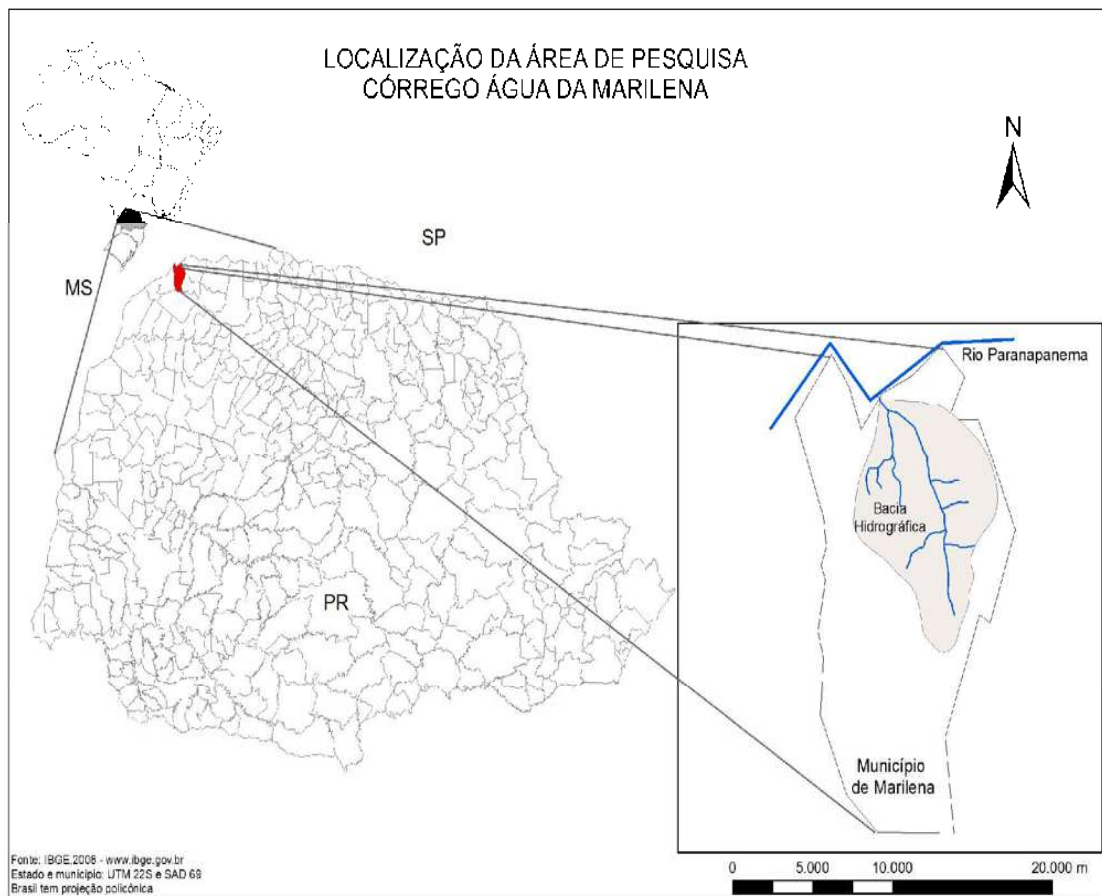 LOCALIZAÇÃO DA ÁREA DE PESQUISA
CÓRREGO ÁGUA DA MARILENA
N
SP
MS
PR
Rio Paranapanema
Bacia
Hidrográfica
Município
de Marilena
Fonte: IBGE,2008 - www.ibge.gov.br
Estado e município: UTM 22S e SAD 69
Brasil tem projeção policônica
0 5.000 10.000 20.000 m